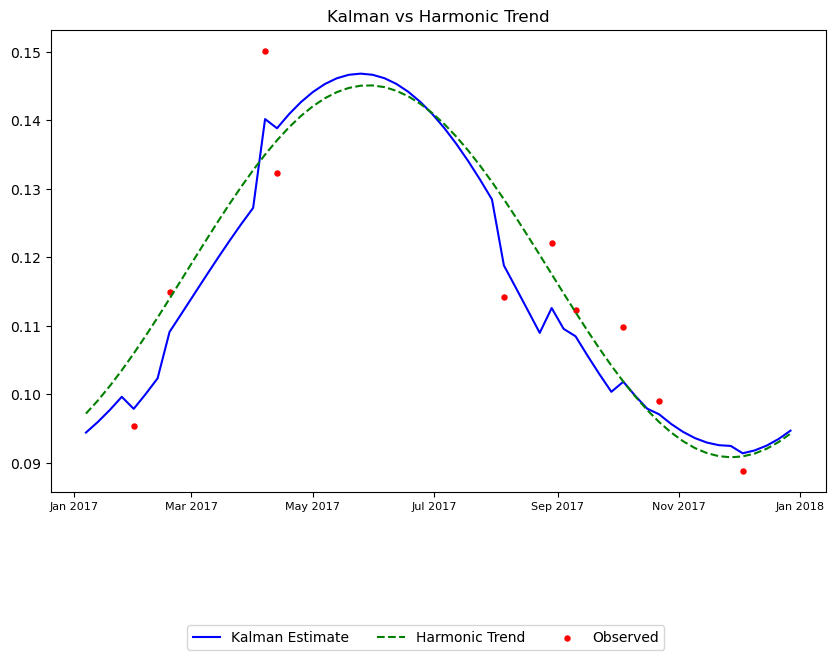 Kalman vs Harmonic Trend
0.15
0.14
0.13
0.12
0.11
0.10
0.09
Jan 2017 Mar 2017 May 2017 Jul 2017 Sep 2017 Nov 2017 Jan 2018
Kalman Estimate Harmonic Trend Observed